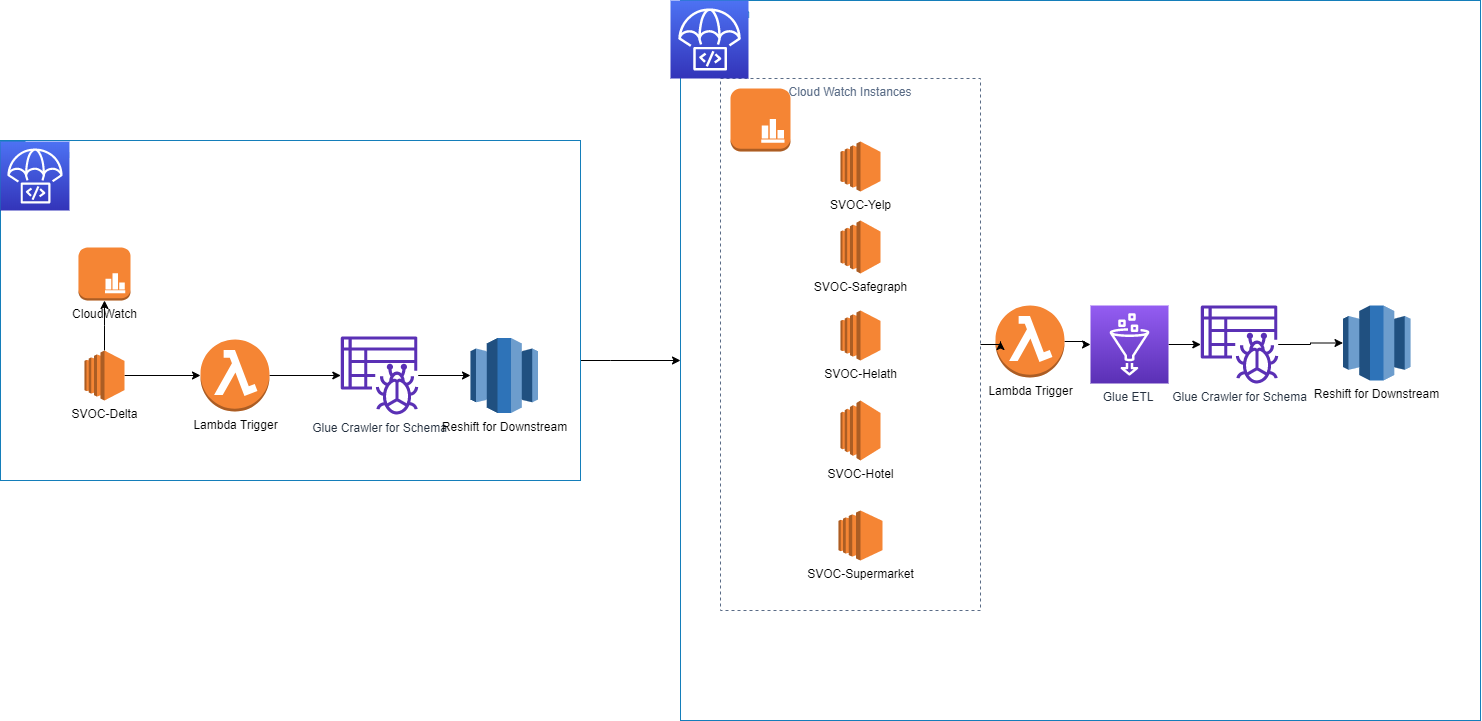 CloudWatch
SVOC-Delta
Lambda Trigger
Glue Crawler for Schema
Reshift for Downstream
Cloud Watch Instances
SVOC-Yelp
SVOC-Safegraph
SVOC-Helath
SVOC-Hotel
SVOC-Supermarket
Lambda Trigger
Glue ETL
Glue Crawler for Schema
Reshift for Downstream